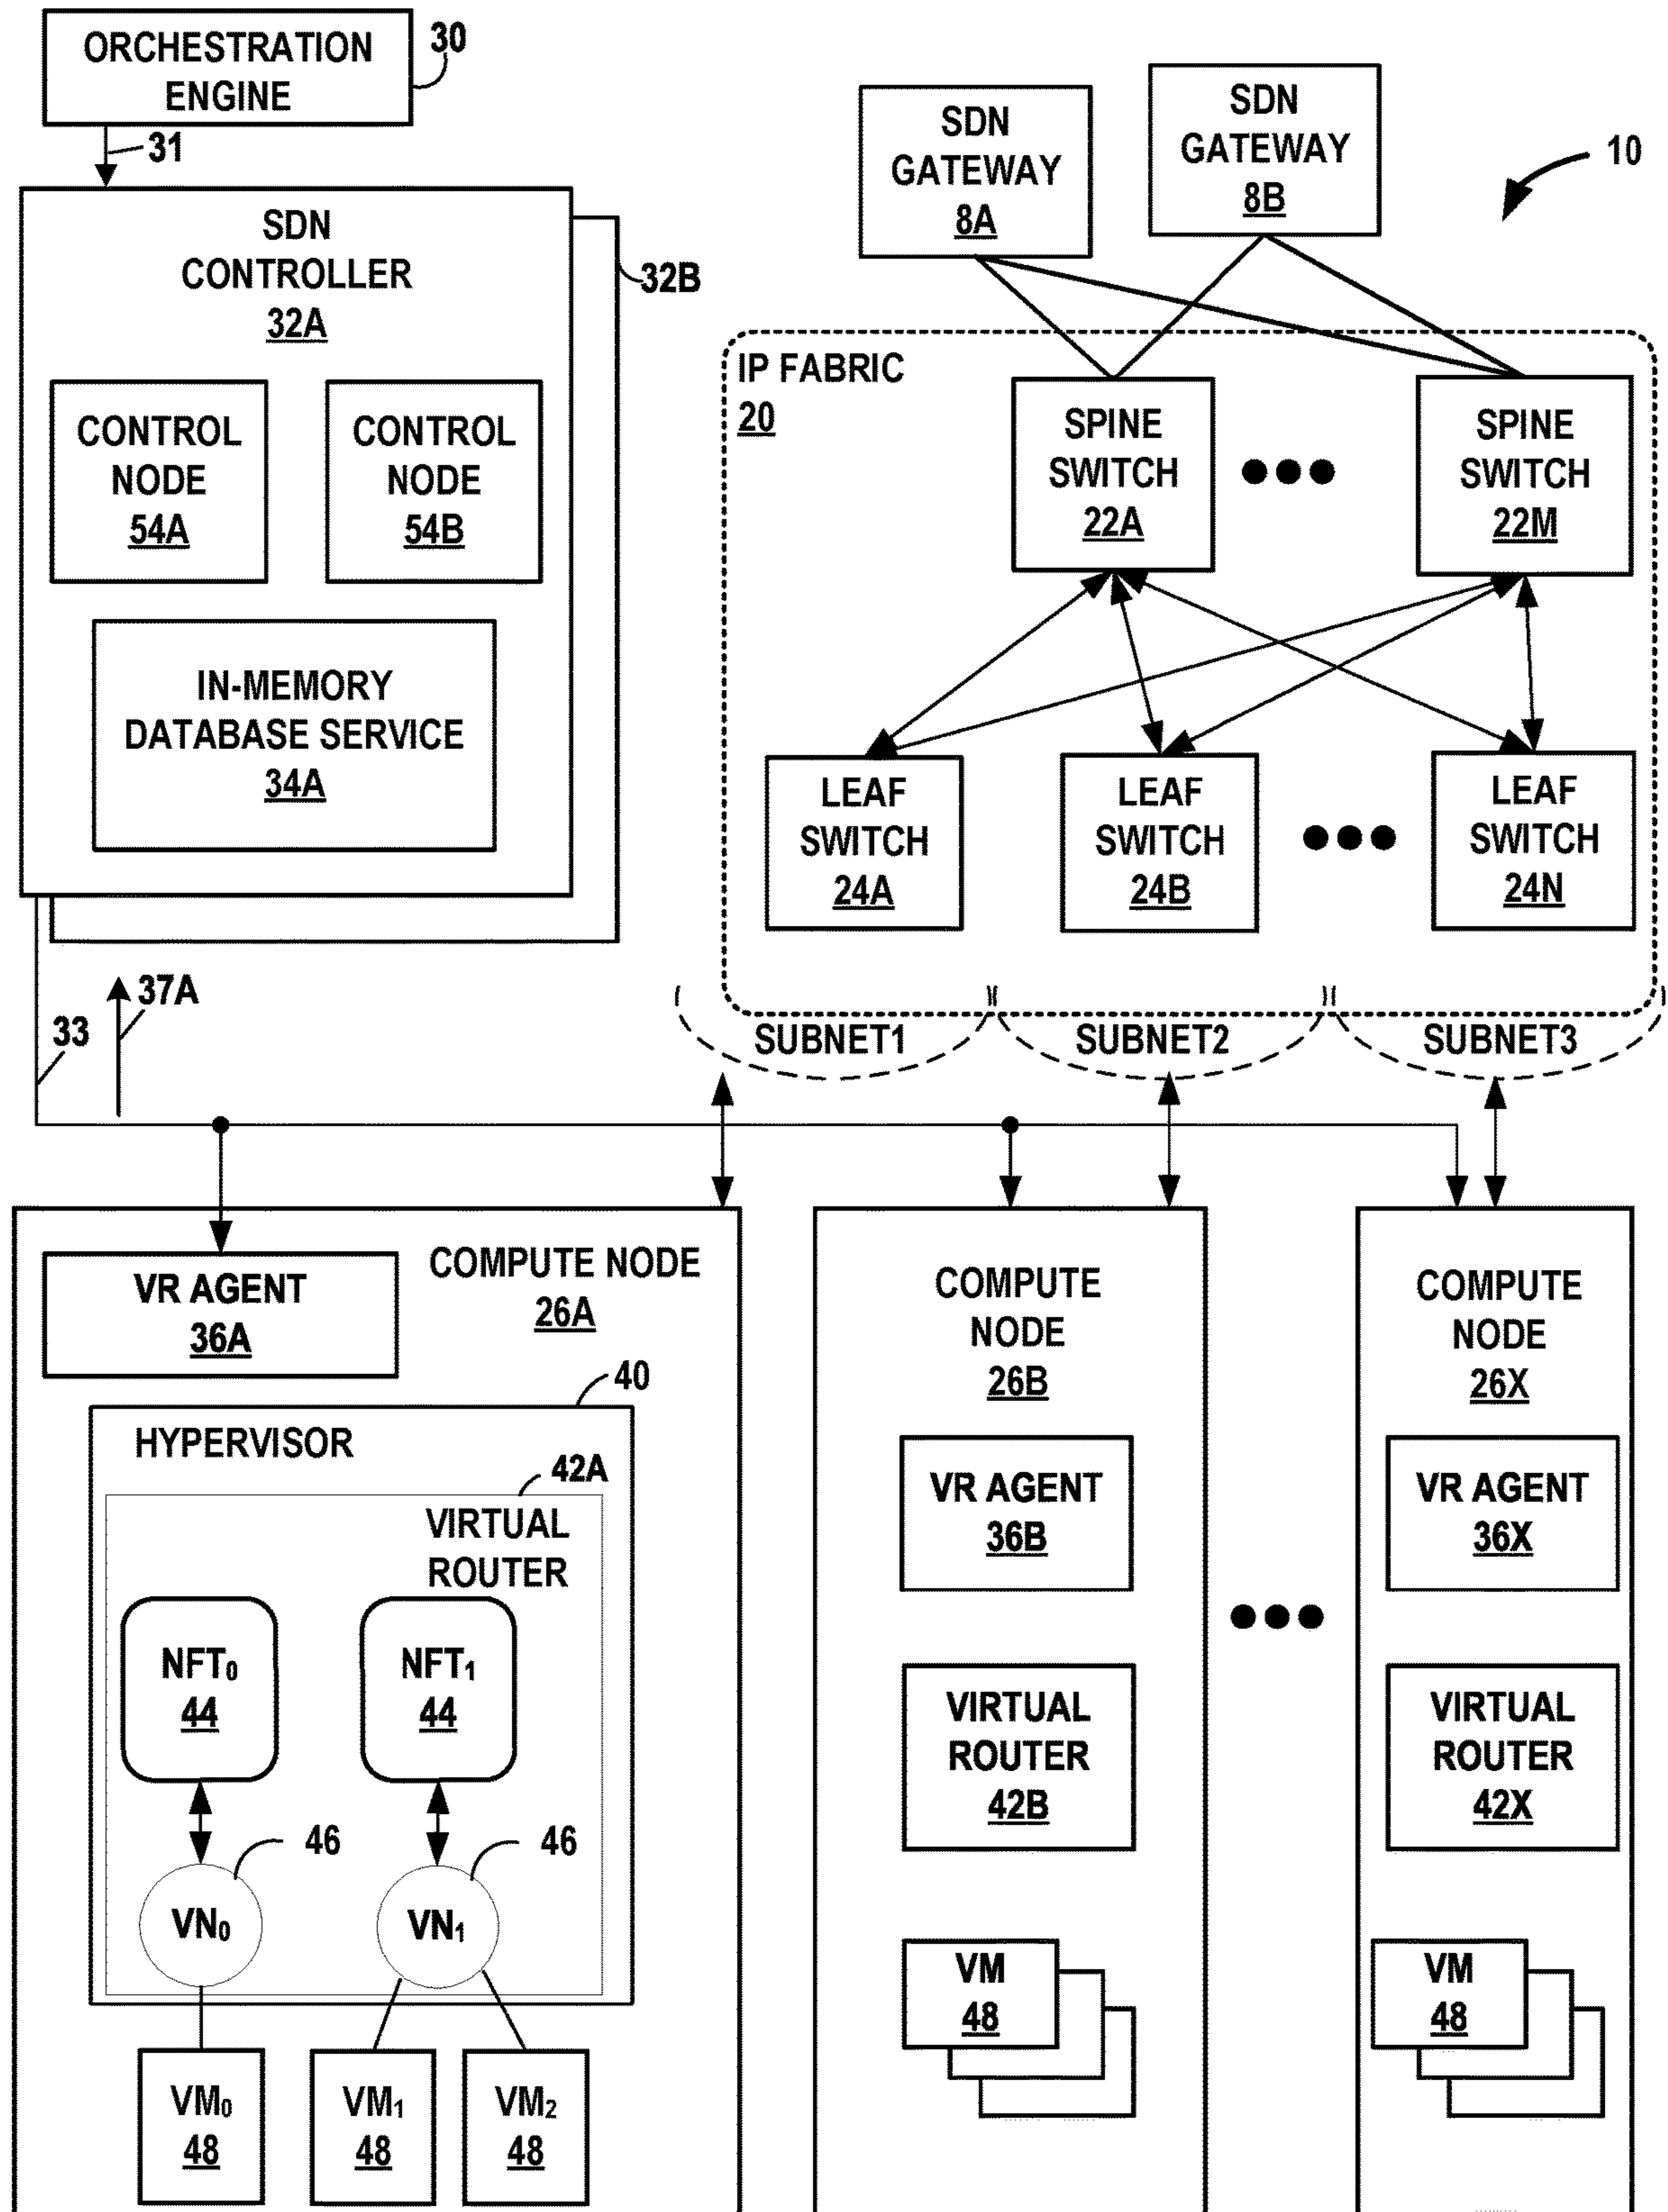 ORCHESTRATION
ENGINE
30
31
SDN
CONTROLLER
32A
32B
CONTROL
NODE
54A
CONTROL
NODE
54B
IN-MEMORY
DATABASE SERVICE
34A
37A
33
SDN
GATEWAY
8A
SDN
GATEWAY
8B
10
IP FABRIC
20
SPINE
SWITCH
22A
SPINE
SWITCH
22M
LEAF
SWITCH
24A
LEAF
SWITCH
24B
LEAF
SWITCH
24N
SUBNET1
SUBNET2
SUBNET3
VR AGENT
36A
COMPUTE NODE
26A
40
HYPERVISOR
42A
VIRTUAL
ROUTER
NFT0
44
NFT1
44
46
46
VN0
VN1
VM0
48
VM1
48
VM2
48
COMPUTE
NODE
26B
VR AGENT
36B
VIRTUAL
ROUTER
42B
VM
48
COMPUTE
NODE
26X
VR AGENT
36X
VIRTUAL
ROUTER
42X
VM
48